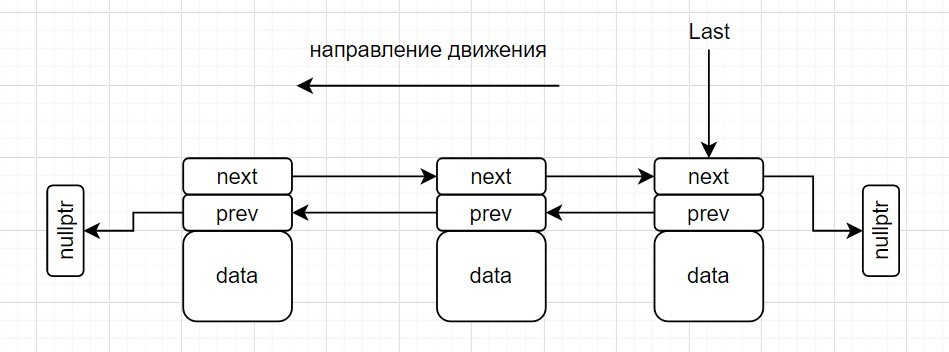 Last
направление движения
next
next
next
nullptr
prev
prev
prev
nullptr
data
data
data